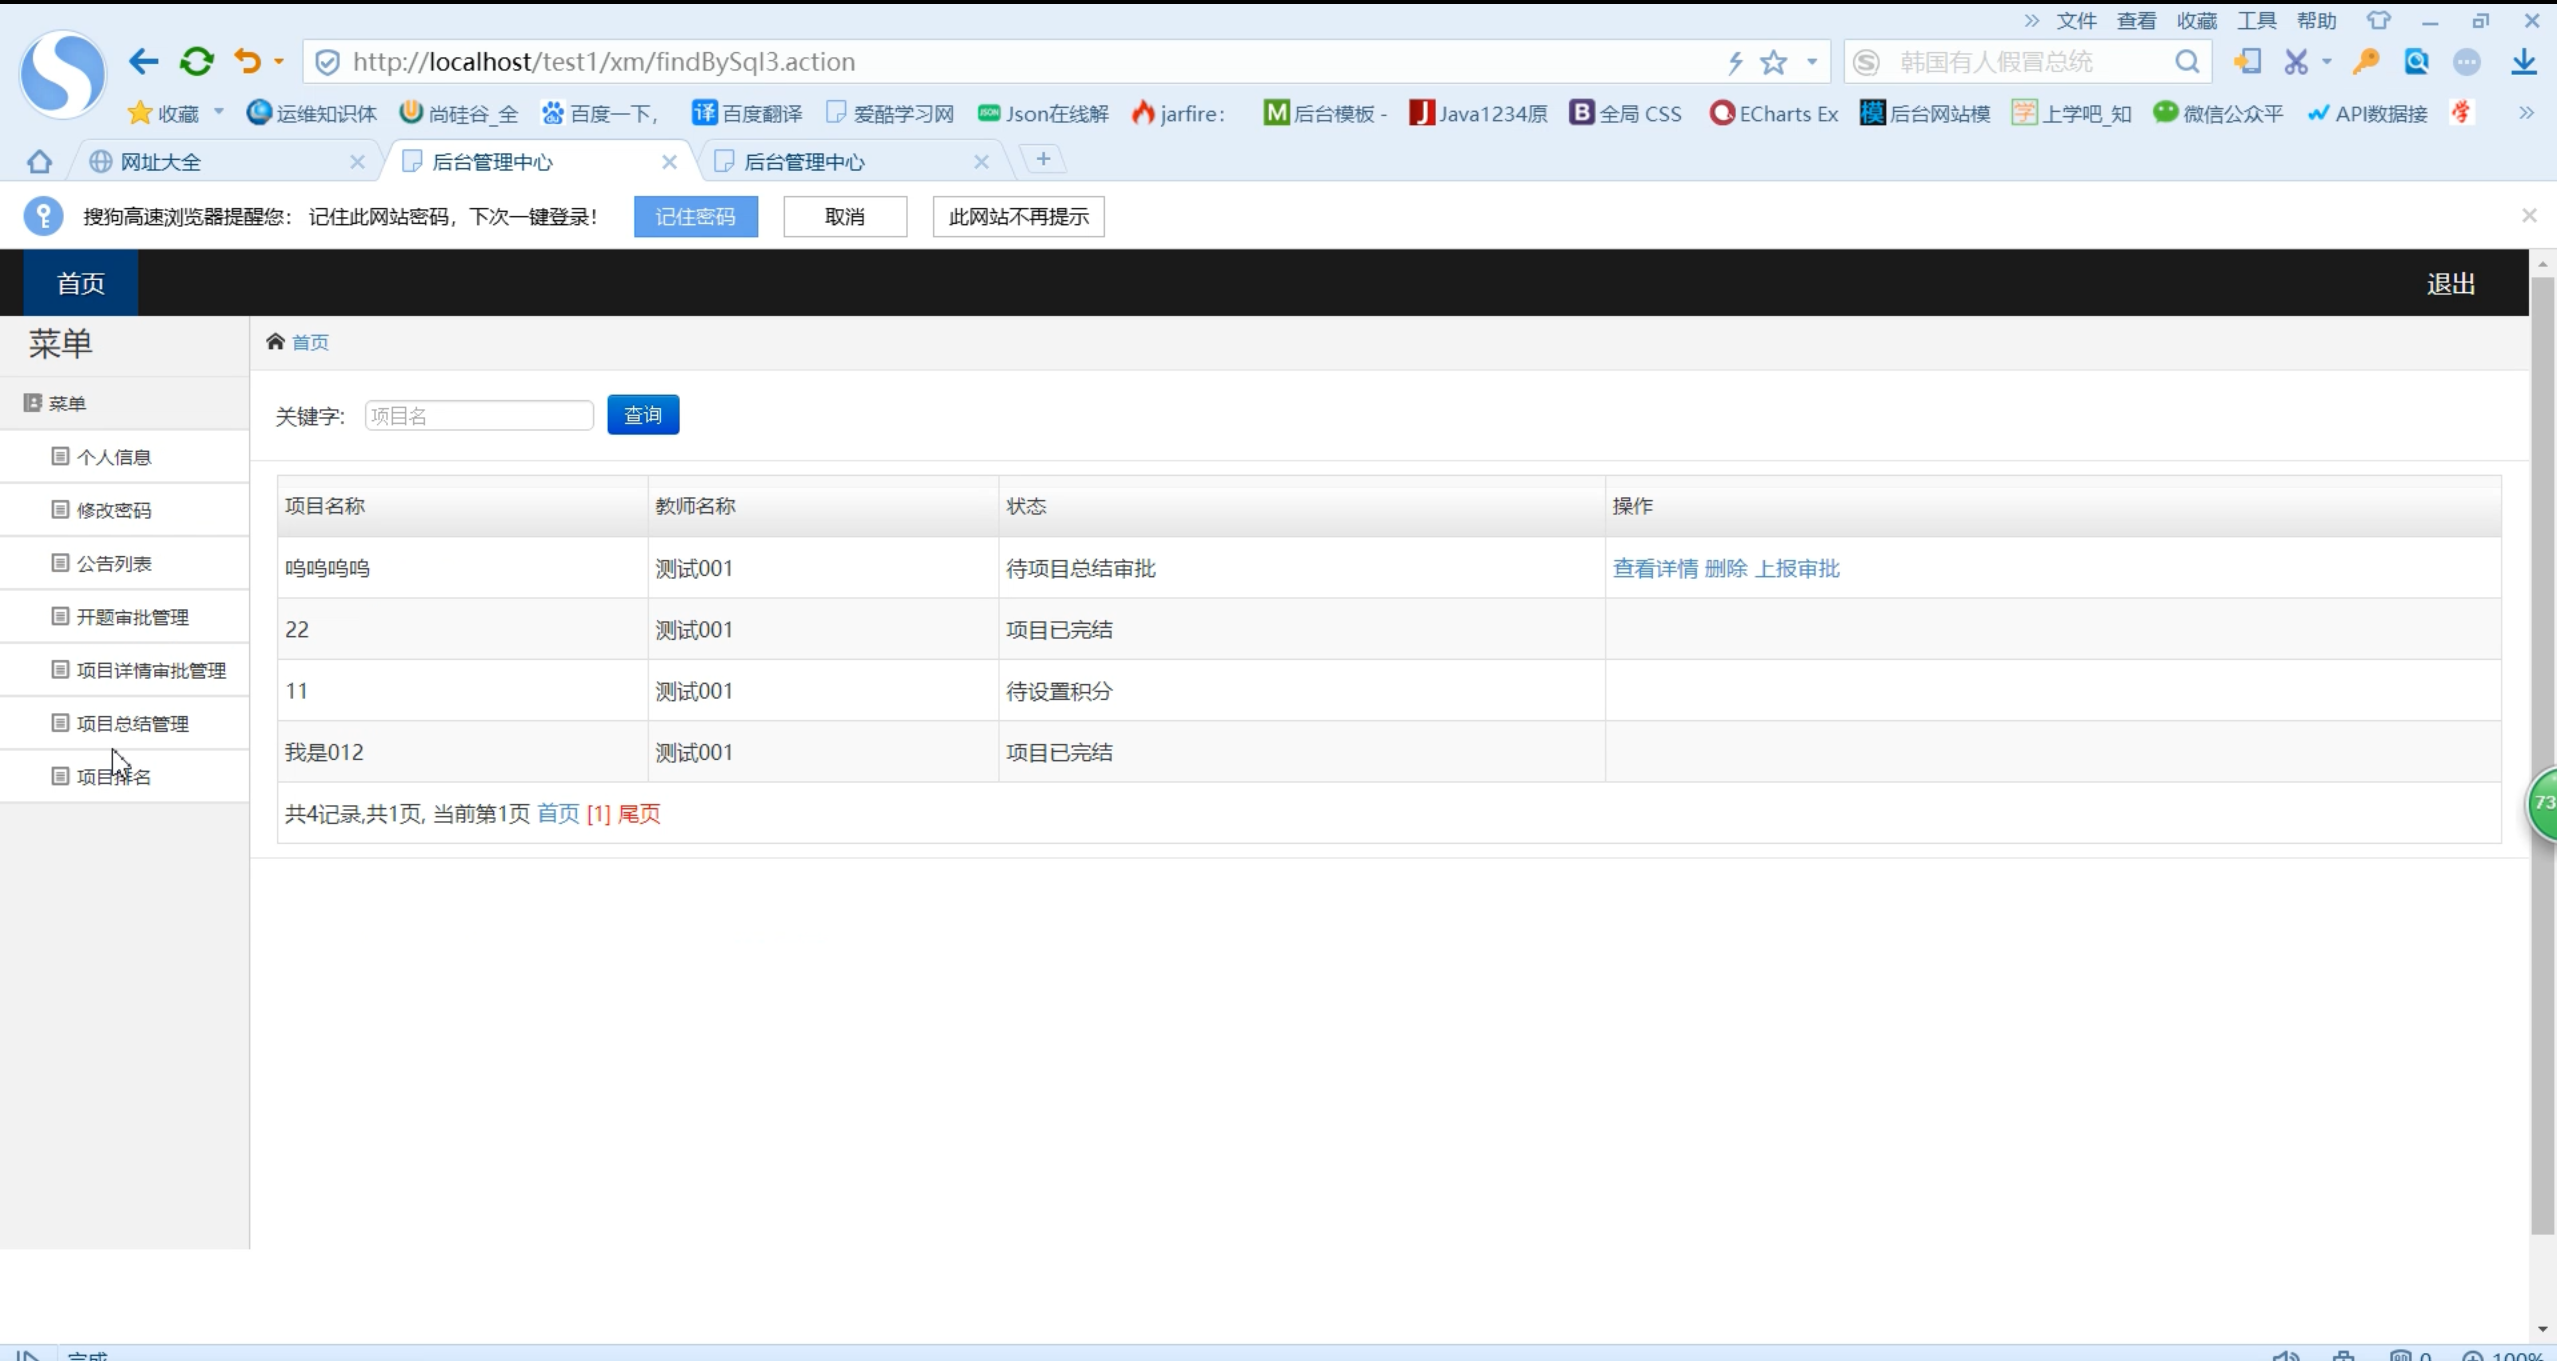 » 文件 查看 收藏 工具 帮助
http://localhost/test1/xm/findBySql3.action
韩国有人假冒总统
收藏 运维知识体 尚硅谷_全 百度一下, 译 百度翻译 爱酷学习网 JSON Json在线解 jarfire: M 后台模板 - J Java1234原 B 全局 CSS ECharts Ex 模 后台网站模 学 上学吧_知 微信公众平 API数据接 学 »
网址大全 后台管理中心 后台管理中心
搜狗高速浏览器提醒您: 记住此网站密码, 下次一键登录! 记住密码 取消 此网站不再提示
首页 退出
菜单
首页
菜单
关键字: 项目名 查询
个人信息
修改密码
公告列表
开题审批管理
项目详情审批管理
项目总结管理
项目排名
项目名称 教师名称 状态 操作
呜呜呜呜 测试001 待项目总结审批 查看详情 删除 上报审批
22 测试001 项目已完结
11 测试001 待设置积分
我是012 测试001 项目已完结
共4记录,共1页, 当前第1页 首页 [1] 尾页
73
完成 0 100%